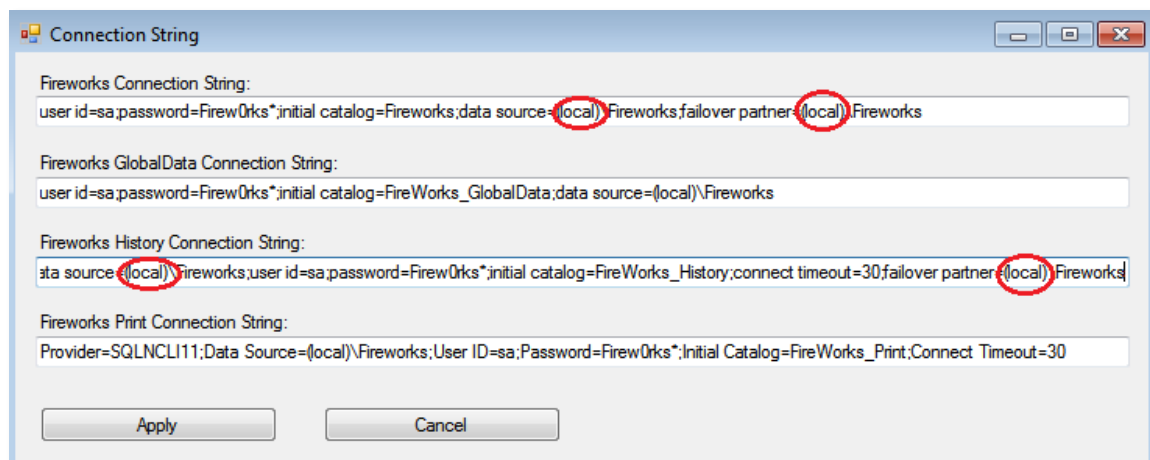 Connection String
Fireworks Connection String:
user id=sa;password=Firew0rks*;initial catalog=Fireworks;data source=(local)\Fireworks;failover partner=(local)\Fireworks
Fireworks GlobalData Connection String:
user id=sa;password=Firew0rks*;initial catalog=FireWorks_GlobalData;data source=(local)\Fireworks
Fireworks History Connection String:
ata source=(local)\Fireworks;user id=sa;password=Firew0rks*;initial catalog=FireWorks_History;connect timeout=30;failover partner=(local)\Fireworks
Fireworks Print Connection String:
Provider=SQLNCLI11;Data Source=(local)\Fireworks;User ID=sa;Password=Firew0rks*;Initial Catalog=FireWorks_Print;Connect Timeout=30
Apply Cancel